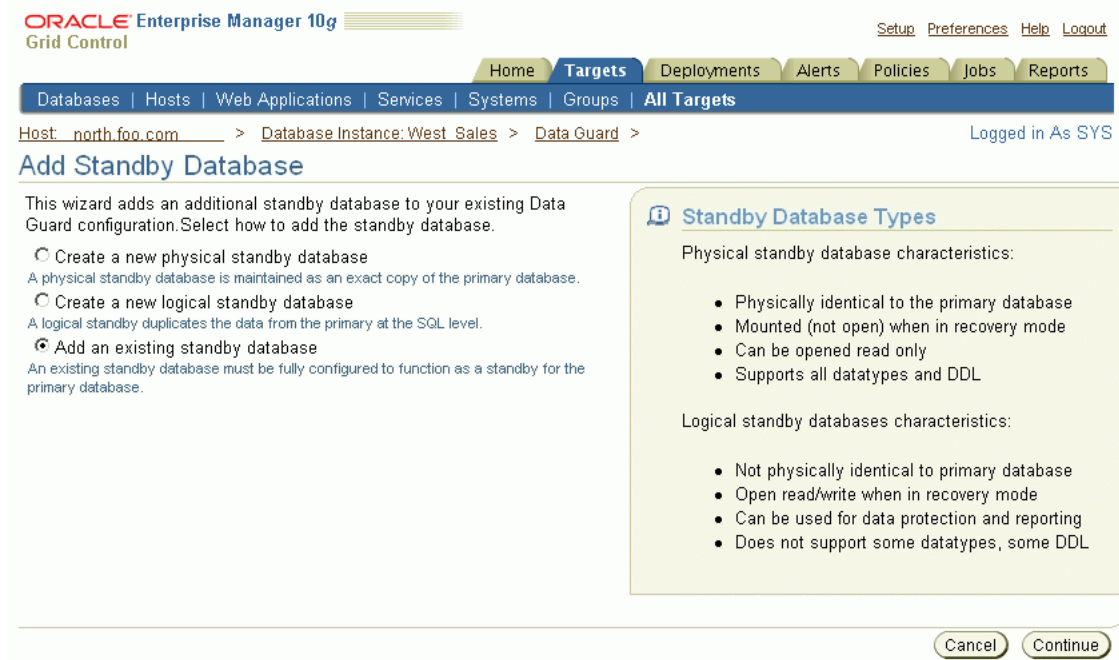 ORACLE Enterprise Manager 10g
Grid Control
Setup Preferences Help Logout
Home Targets Deployments Alerts Policies Jobs Reports
Databases | Hosts | Web Applications | Services | Systems | Groups | All Targets
Host: north.foo.com > Database Instance: West_Sales > Data Guard >
Logged in As SYS
Add Standby Database
This wizard adds an additional standby database to your existing Data
Guard configuration.Select how to add the standby database.
Create a new physical standby database
A physical standby database is maintained as an exact copy of the primary database.
Create a new logical standby database
A logical standby duplicates the data from the primary at the SQL level.
Add an existing standby database
An existing standby database must be fully configured to function as a standby for the
primary database.
Standby Database Types
Physical standby database characteristics:
• Physically identical to the primary database
• Mounted (not open) when in recovery mode
• Can be opened read only
• Supports all datatypes and DDL
Logical standby databases characteristics:
• Not physically identical to primary database
• Open read/write when in recovery mode
• Can be used for data protection and reporting
• Does not support some datatypes, some DDL
Cancel Continue